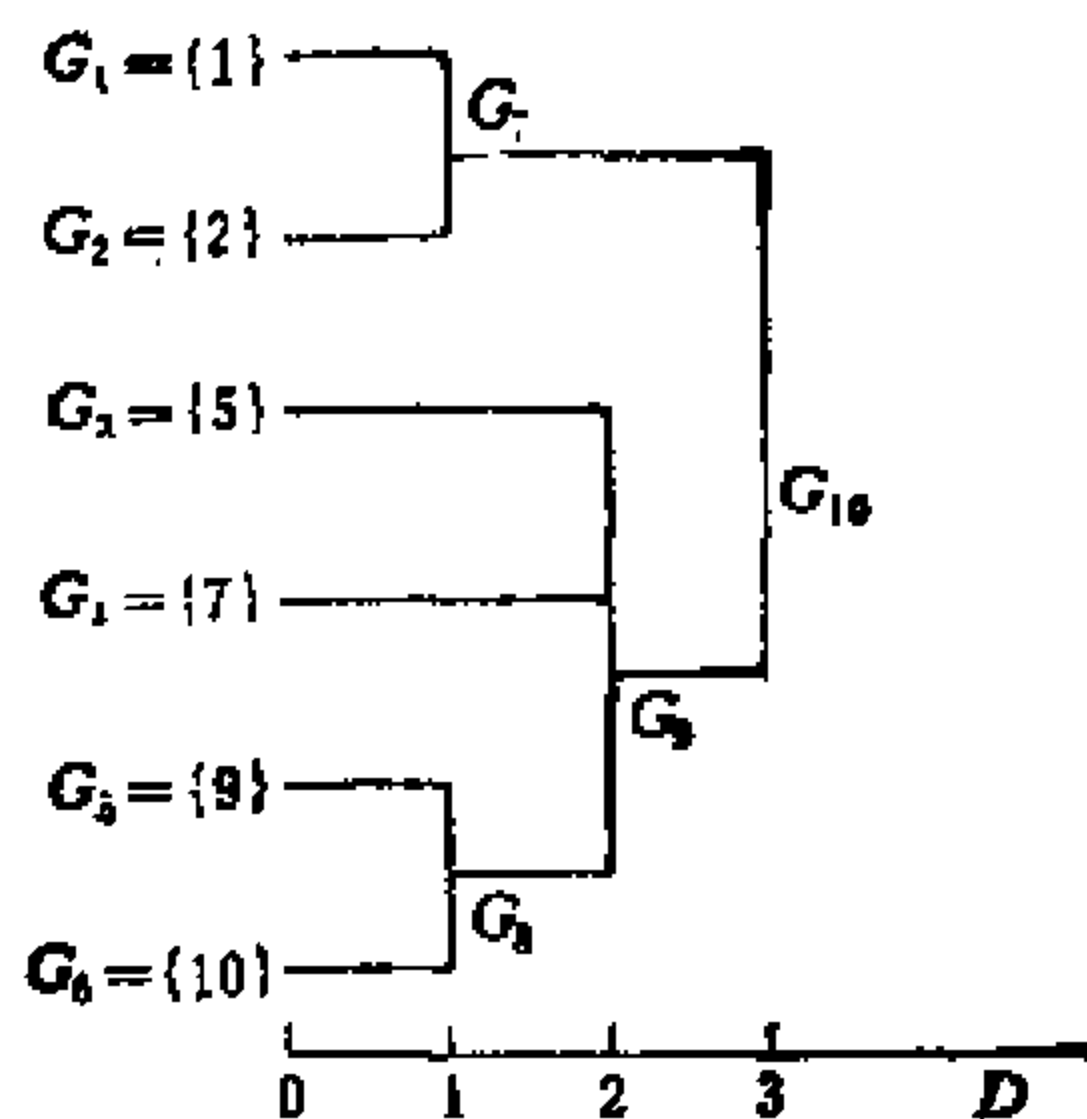 G₁={1}
G₇
G₂={2}
G₃={5}
G₁₀
G₄={7}
G₉
G₅={9}
G₈
G₆={10}
0 1 2 3 D